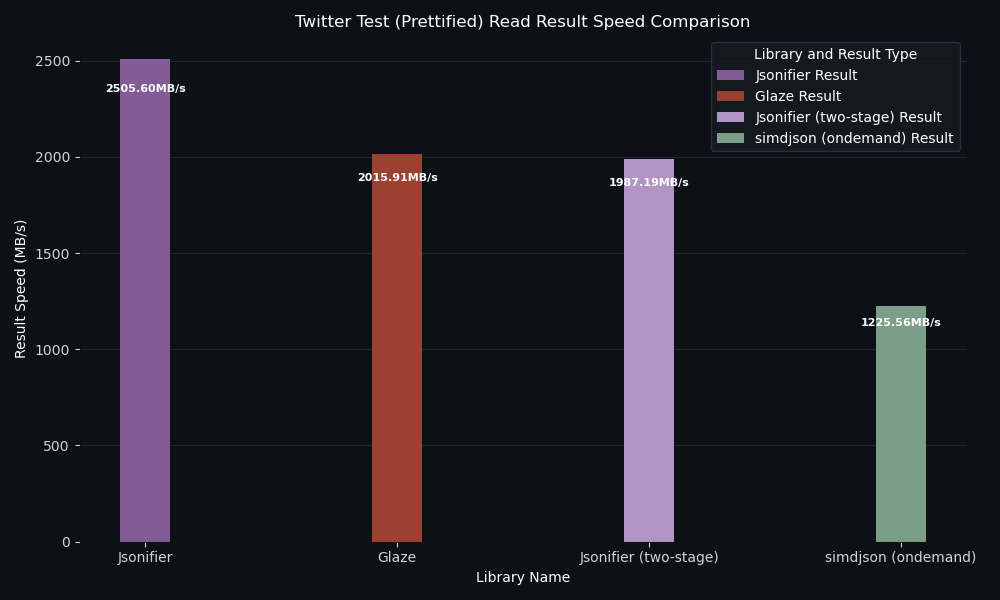 Twitter Test (Prettified) Read Result Speed Comparison
Library and Result Type
Jsonifier Result
Glaze Result
Jsonifier (two-stage) Result
simdjson (ondemand) Result
Result Speed (MB/s)
2500
2000
1500
1000
500
0
2505.60MB/s
2015.91MB/s
1987.19MB/s
1225.56MB/s
Jsonifier
Glaze
Jsonifier (two-stage)
simdjson (ondemand)
Library Name